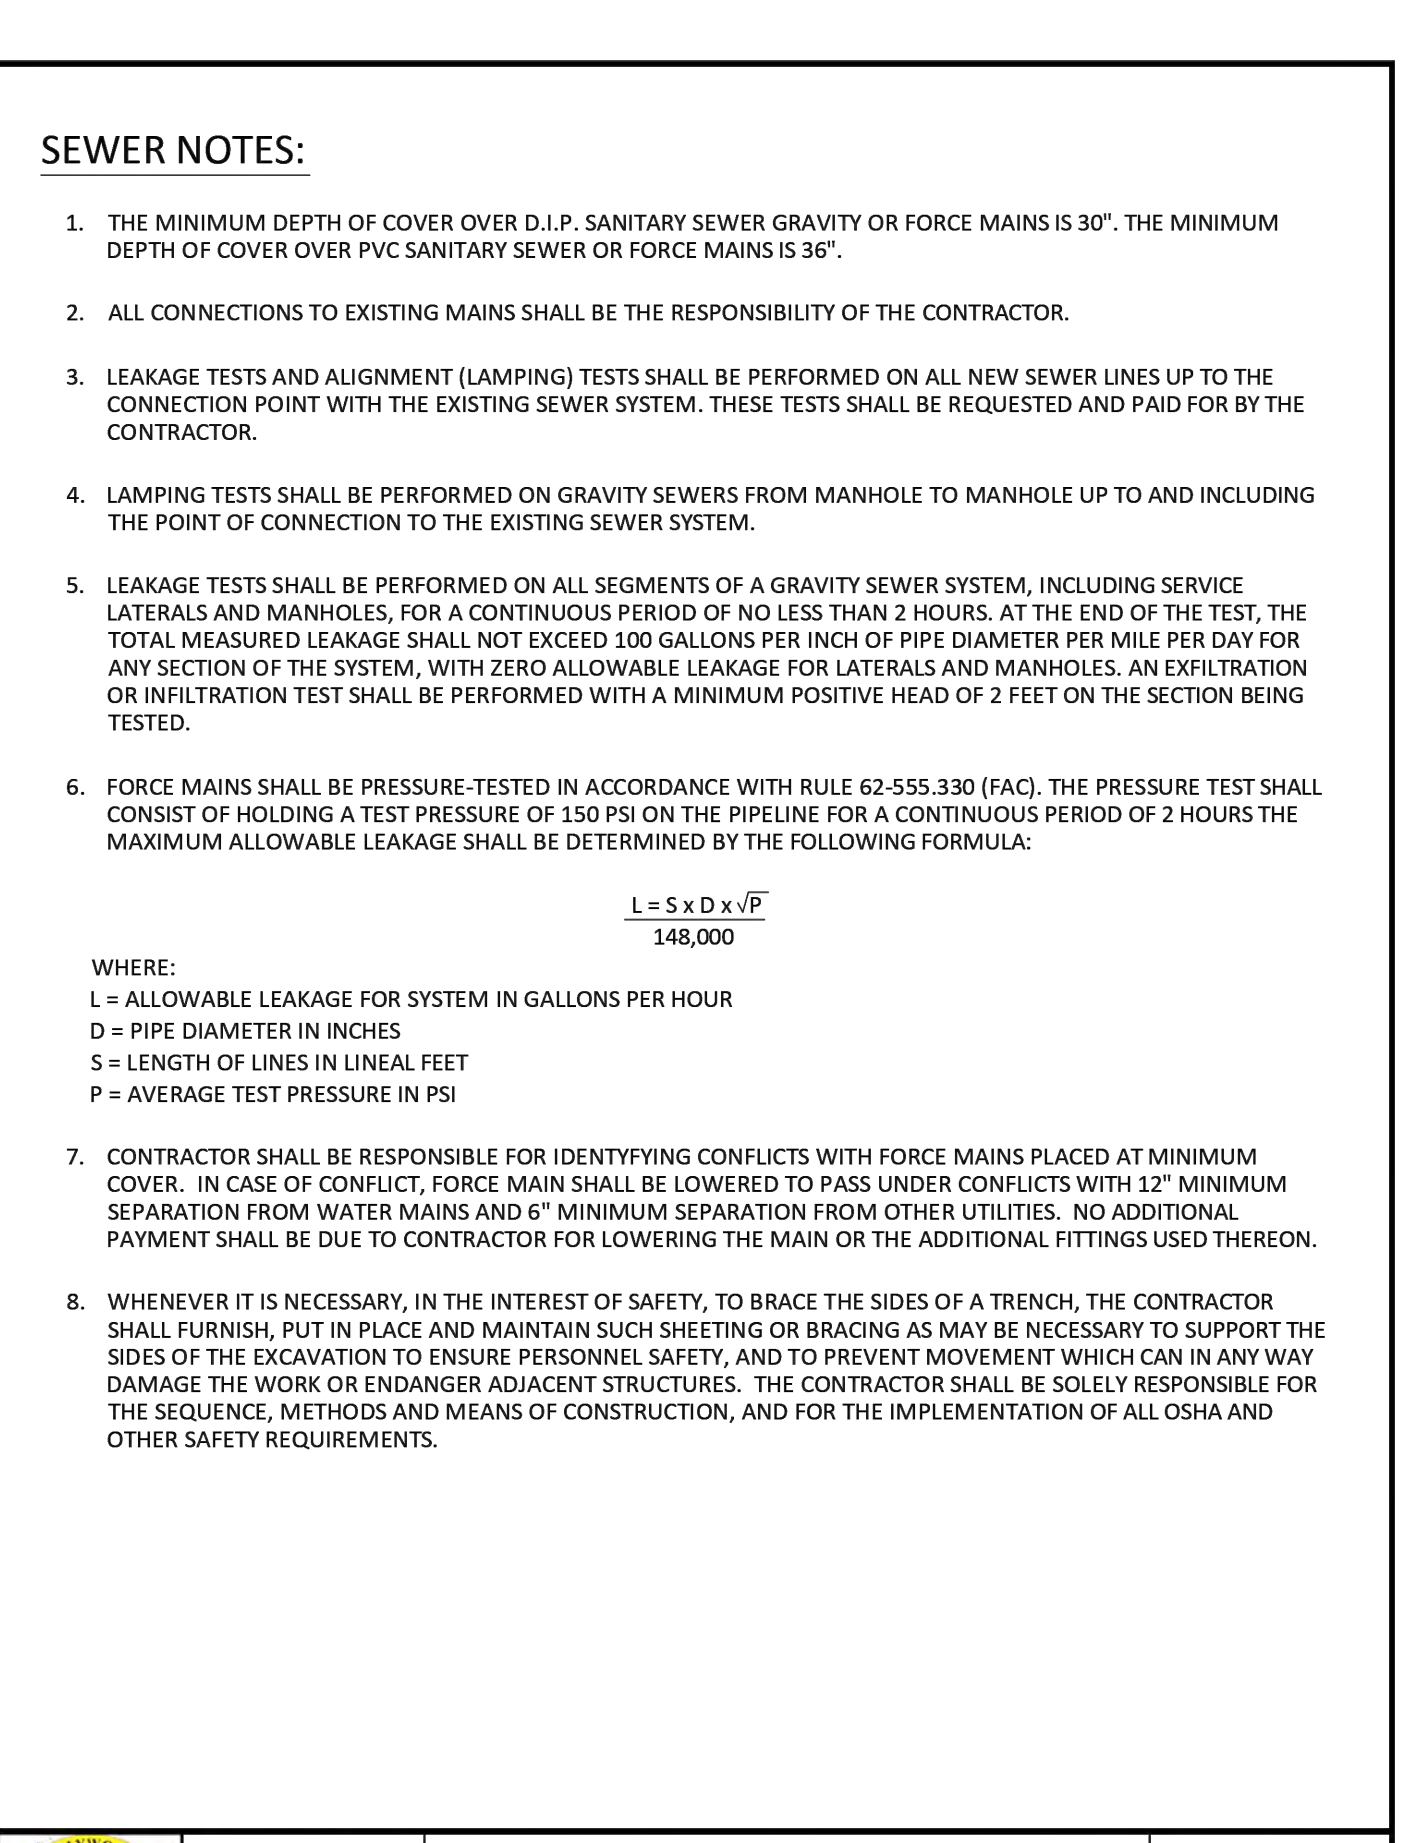 SEWER NOTES:
1. THE MINIMUM DEPTH OF COVER OVER D.I.P. SANITARY SEWER GRAVITY OR FORCE MAINS IS 30". THE MINIMUM
DEPTH OF COVER OVER PVC SANITARY SEWER OR FORCE MAINS IS 36".
2. ALL CONNECTIONS TO EXISTING MAINS SHALL BE THE RESPONSIBILITY OF THE CONTRACTOR.
3. LEAKAGE TESTS AND ALIGNMENT (LAMPING) TESTS SHALL BE PERFORMED ON ALL NEW SEWER LINES UP TO THE
CONNECTION POINT WITH THE EXISTING SEWER SYSTEM. THESE TESTS SHALL BE REQUESTED AND PAID FOR BY THE
CONTRACTOR.
4. LAMPING TESTS SHALL BE PERFORMED ON GRAVITY SEWERS FROM MANHOLE TO MANHOLE UP TO AND INCLUDING
THE POINT OF CONNECTION TO THE EXISTING SEWER SYSTEM.
5. LEAKAGE TESTS SHALL BE PERFORMED ON ALL SEGMENTS OF A GRAVITY SEWER SYSTEM, INCLUDING SERVICE
LATERALS AND MANHOLES, FOR A CONTINUOUS PERIOD OF NO LESS THAN 2 HOURS. AT THE END OF THE TEST, THE
TOTAL MEASURED LEAKAGE SHALL NOT EXCEED 100 GALLONS PER INCH OF PIPE DIAMETER PER MILE PER DAY FOR
ANY SECTION OF THE SYSTEM, WITH ZERO ALLOWABLE LEAKAGE FOR LATERALS AND MANHOLES. AN EXFILTRATION
OR INFILTRATION TEST SHALL BE PERFORMED WITH A MINIMUM POSITIVE HEAD OF 2 FEET ON THE SECTION BEING
TESTED.
6. FORCE MAINS SHALL BE PRESSURE-TESTED IN ACCORDANCE WITH RULE 62-555.330 (FAC). THE PRESSURE TEST SHALL
CONSIST OF HOLDING A TEST PRESSURE OF 150 PSI ON THE PIPELINE FOR A CONTINUOUS PERIOD OF 2 HOURS THE
MAXIMUM ALLOWABLE LEAKAGE SHALL BE DETERMINED BY THE FOLLOWING FORMULA:
L = S x D x √P
148,000
WHERE:
L = ALLOWABLE LEAKAGE FOR SYSTEM IN GALLONS PER HOUR
D = PIPE DIAMETER IN INCHES
S = LENGTH OF LINES IN LINEAL FEET
P = AVERAGE TEST PRESSURE IN PSI
7. CONTRACTOR SHALL BE RESPONSIBLE FOR IDENTYFYING CONFLICTS WITH FORCE MAINS PLACED AT MINIMUM
COVER. IN CASE OF CONFLICT, FORCE MAIN SHALL BE LOWERED TO PASS UNDER CONFLICTS WITH 12" MINIMUM
SEPARATION FROM WATER MAINS AND 6" MINIMUM SEPARATION FROM OTHER UTILITIES. NO ADDITIONAL
PAYMENT SHALL BE DUE TO CONTRACTOR FOR LOWERING THE MAIN OR THE ADDITIONAL FITTINGS USED THEREON.
8. WHENEVER IT IS NECESSARY, IN THE INTEREST OF SAFETY, TO BRACE THE SIDES OF A TRENCH, THE CONTRACTOR
SHALL FURNISH, PUT IN PLACE AND MAINTAIN SUCH SHEETING OR BRACING AS MAY BE NECESSARY TO SUPPORT THE
SIDES OF THE EXCAVATION TO ENSURE PERSONNEL SAFETY, AND TO PREVENT MOVEMENT WHICH CAN IN ANY WAY
DAMAGE THE WORK OR ENDANGER ADJACENT STRUCTURES. THE CONTRACTOR SHALL BE SOLELY RESPONSIBLE FOR
THE SEQUENCE, METHODS AND MEANS OF CONSTRUCTION, AND FOR THE IMPLEMENTATION OF ALL OSHA AND
OTHER SAFETY REQUIREMENTS.